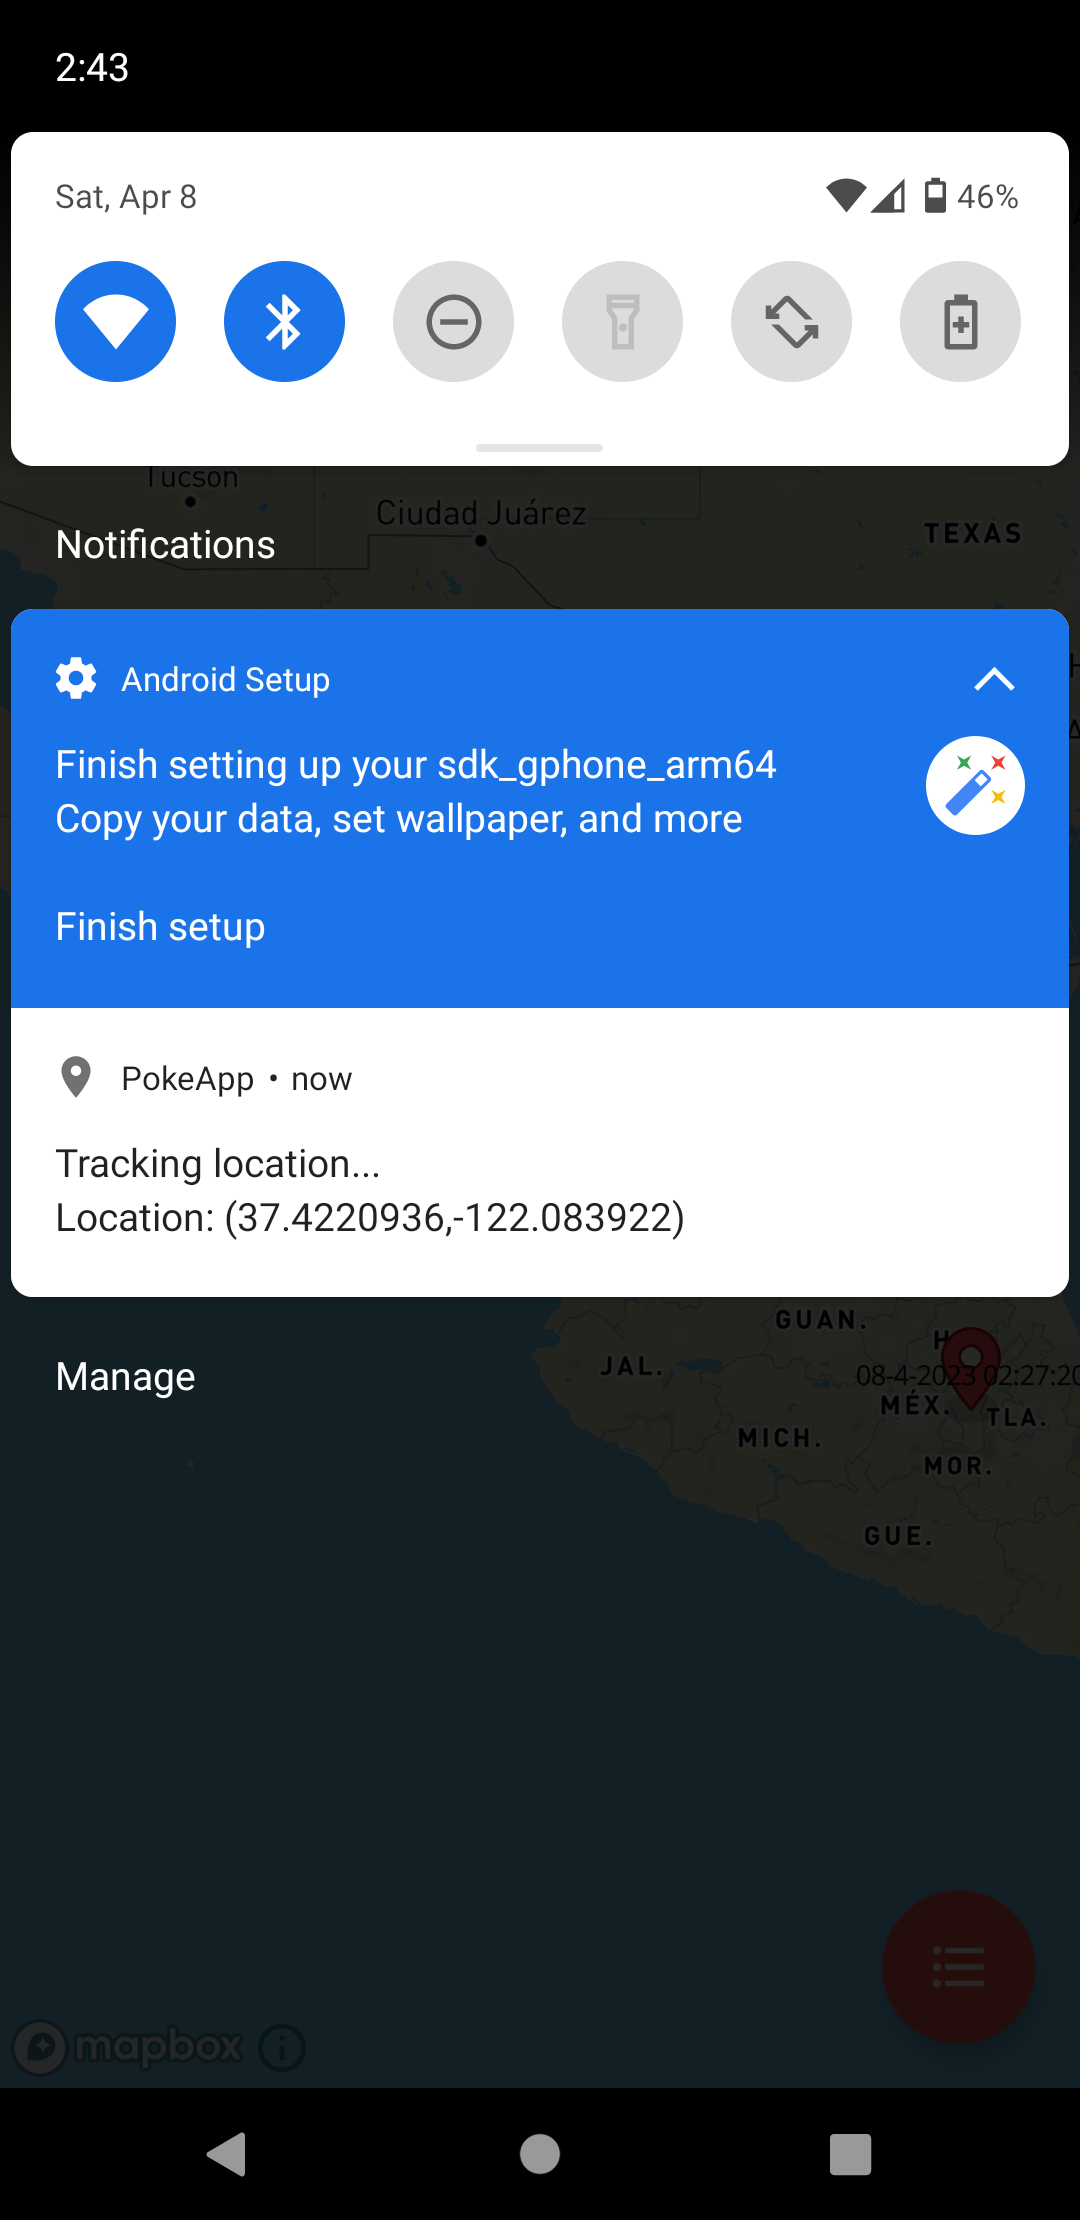 2:43
Sat, Apr 8
46%
Tucson
Ciudad Juárez
TEXAS
Notifications
Android Setup
Finish setting up your sdk_gphone_arm64
Copy your data, set wallpaper, and more
Finish setup
PokeApp • now
Tracking location...
Location: (37.4220936,-122.083922)
GUAN.
H
JAL.
Manage
08-4-2023 02:27:20
MÉX.
TLA.
MICH.
MOR.
GUE.
mapbox